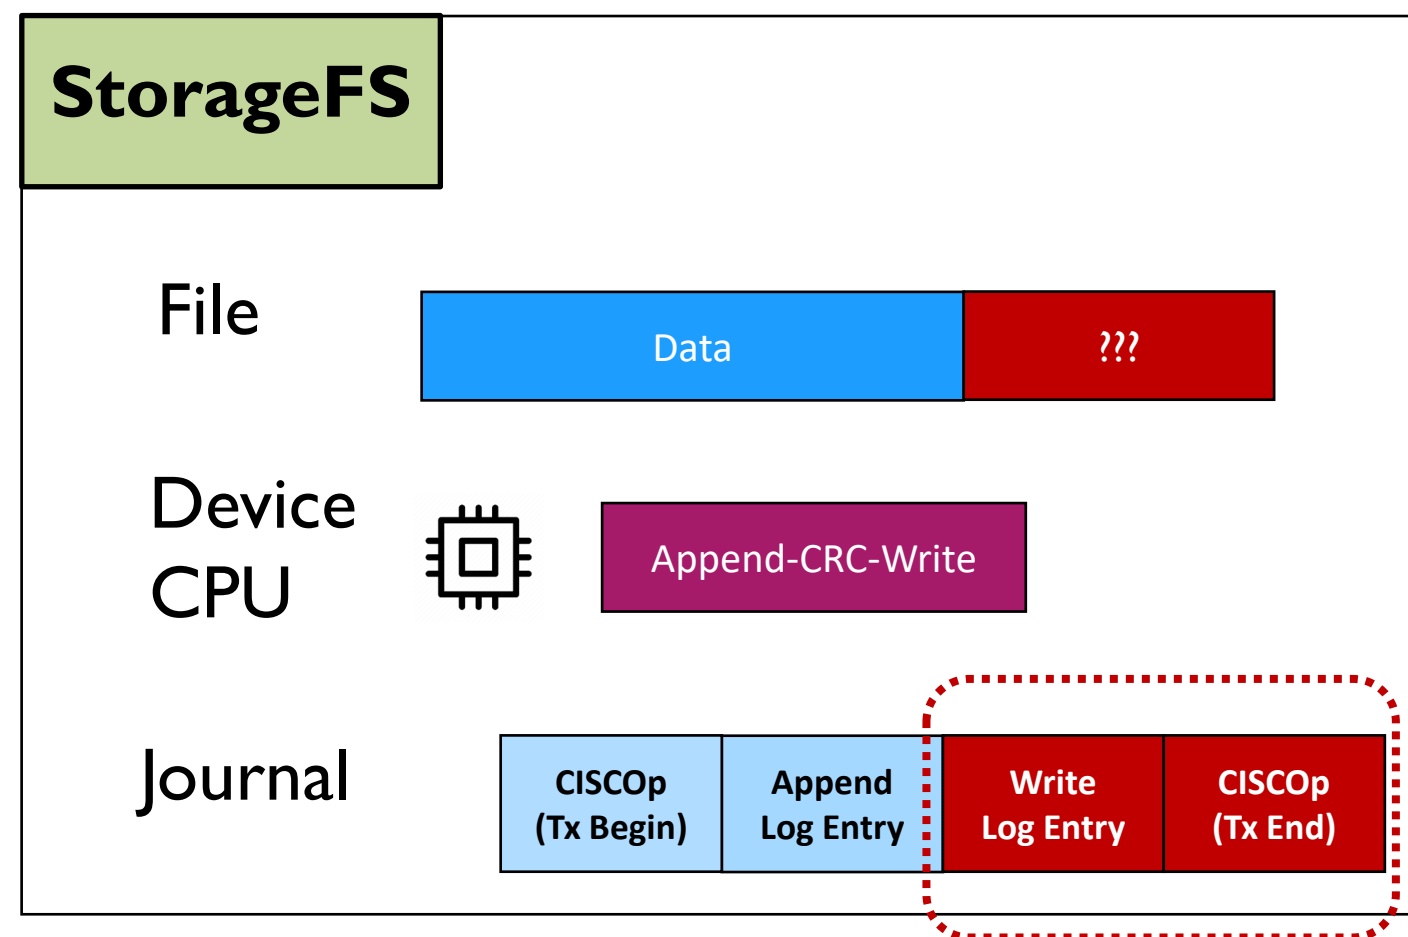 StorageFS
File
Data
???
Device
CPU
Append-CRC-Write
Journal
CISCOp
(Tx Begin)
Append
Log Entry
Write
Log Entry
CISCOp
(Tx End)